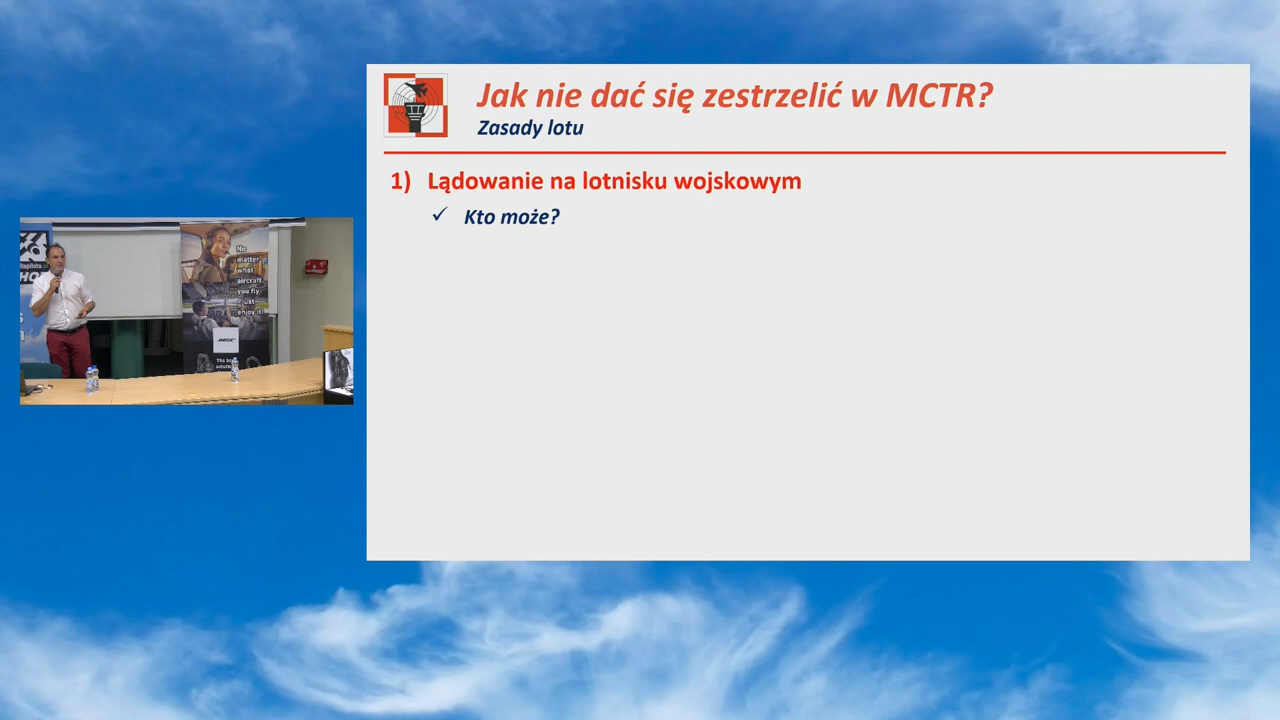 Jak nie dać się zestrzelić w MCTR?
Zasady lotu
1) Lądowanie na lotnisku wojskowym
✓ Kto może?
No
matter
what
aircraft
you fly
just
enjoy it!
BOSE